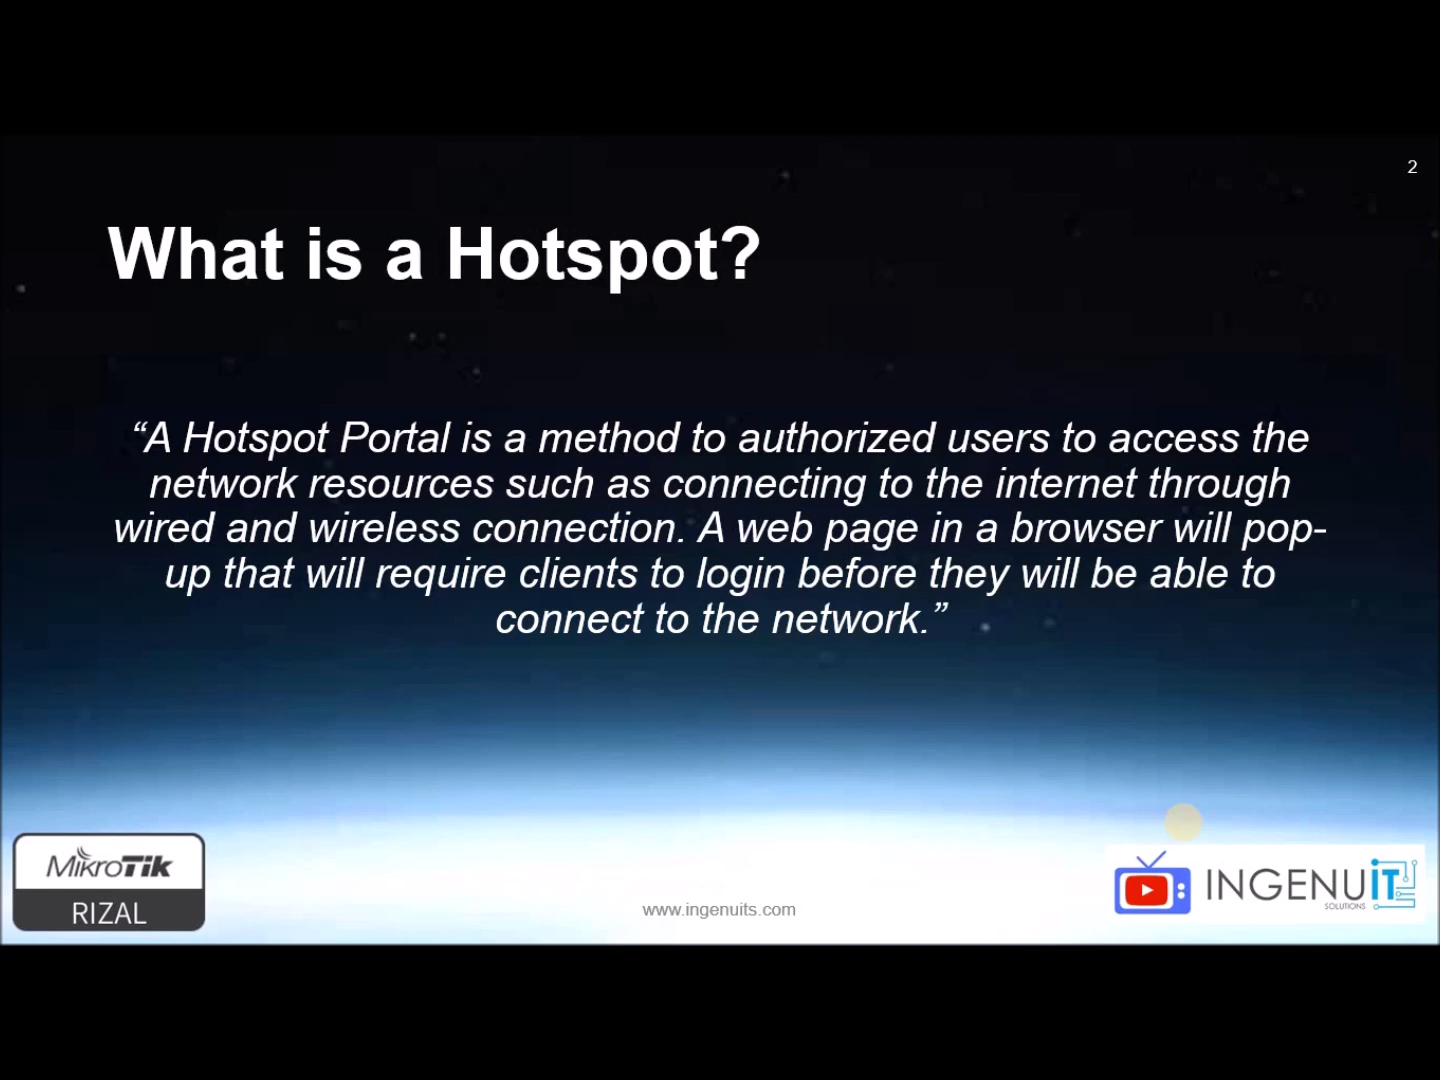 2
What is a Hotspot?
“A Hotspot Portal is a method to authorized users to access the
network resources such as connecting to the internet through
wired and wireless connection. A web page in a browser will pop-
up that will require clients to login before they will be able to
connect to the network.”
MikroTik
RIZAL
www.ingenuits.com
INGENUIT
SOLUTIONS